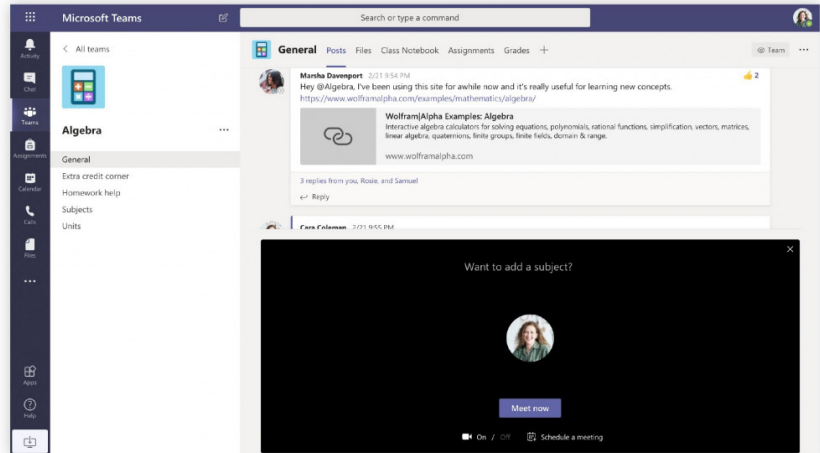 Microsoft Teams
Search or type a command
Activity
Chat
Teams
Assignments
Calendar
Calls
Files
Apps
Help
All teams
Algebra
General
Extra credit corner
Homework help
Subjects
Units
General Posts Files Class Notebook Assignments Grades +
Team
Marsha Davenport 2/21 9:54 PM
2
Hey @Algebra, I've been using this site for awhile now and it's really useful for learning new concepts.
https://www.wolframalpha.com/examples/mathematics/algebra/
Wolfram|Alpha Examples: Algebra
Interactive algebra calculators for solving equations, polynomials, rational functions, simplification, vectors, matrices,
linear algebra, quaternions, finite groups, finite fields, domain & range.
www.wolframalpha.com
3 replies from you, Rosie, and Samuel
Reply
Cara Coleman 2/21 9:55 PM
Want to add a subject?
Meet now
On / Off Schedule a meeting